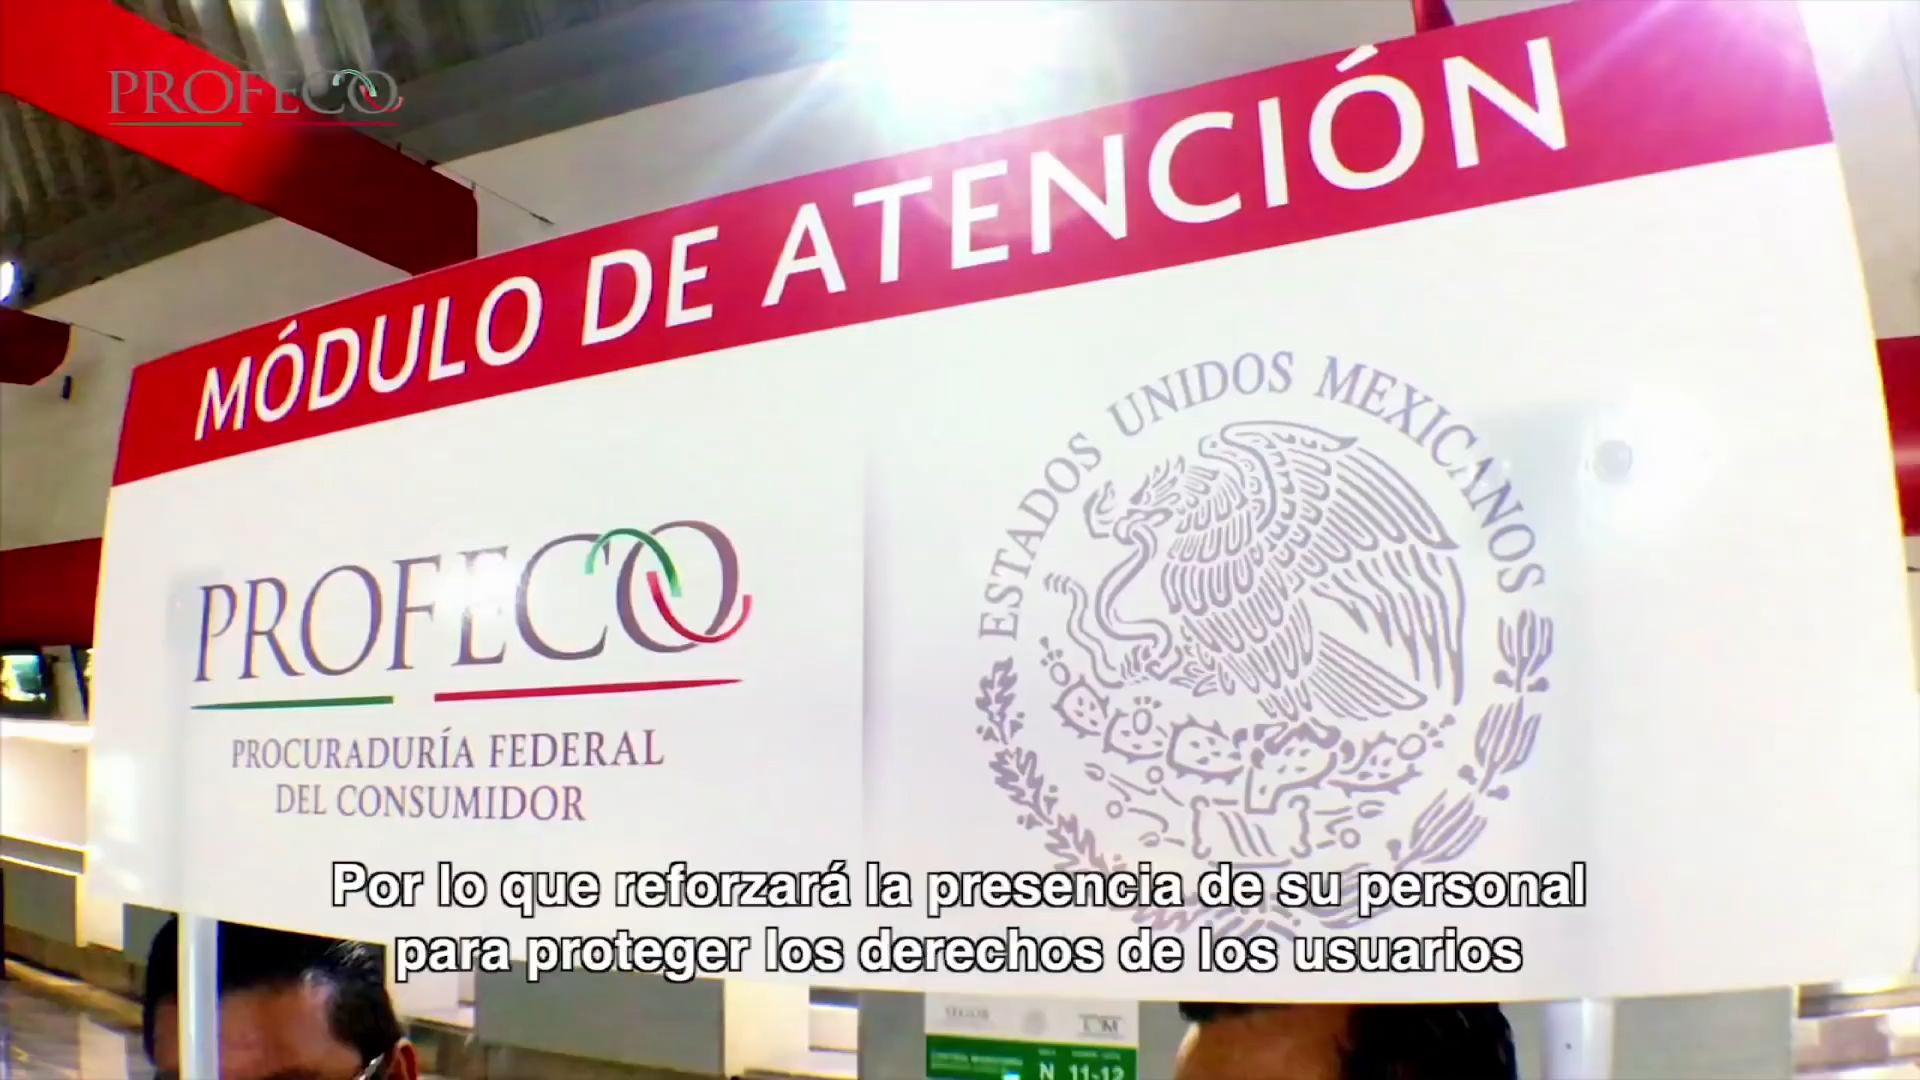 PROFECO
MÓDULO DE ATENCIÓN
ESTADOS UNIDOS MEXICANOS
PROFECO
PROCURADURÍA FEDERAL
DEL CONSUMIDOR
Por lo que reforzará la presencia de su personal
para proteger los derechos de los usuarios
SEGOB
N 11-12